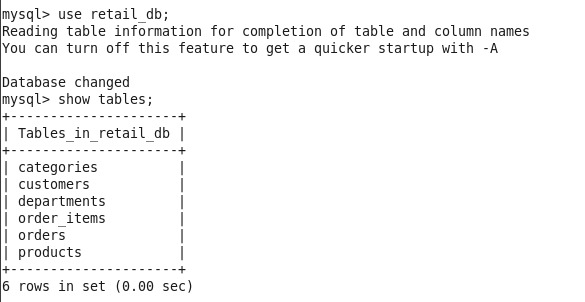 mysql> use retail_db;
Reading table information for completion of table and column names
You can turn off this feature to get a quicker startup with -A

Database changed
mysql> show tables;
+---------------------+
| Tables_in_retail_db |
+---------------------+
| categories          |
| customers           |
| departments         |
| order_items         |
| orders              |
| products            |
+---------------------+
6 rows in set (0.00 sec)